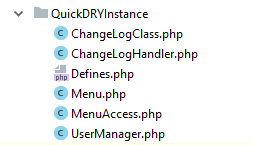 QuickDRYInstance
ChangeLogClass.php
ChangeLogHandler.php
Defines.php
Menu.php
MenuAccess.php
UserManager.php